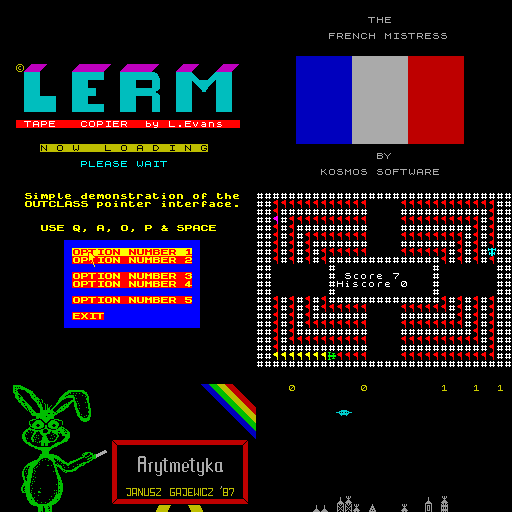 ©
LERM
TAPE COPIER by L.Evans
NOW LOADING
PLEASE WAIT
THE
FRENCH MISTRESS
BY
KOSMOS SOFTWARE
Simple demonstration of the
OUTCLASS pointer interface.
USE Q, A, O, P & SPACE
OPTION NUMBER 1
OPTION NUMBER 2
OPTION NUMBER 3
OPTION NUMBER 4
OPTION NUMBER 5
EXIT
Score 7
Hiscore 0
Arytmetyka
JANUSZ GAJEWICZ '87
0 0 1 1 1